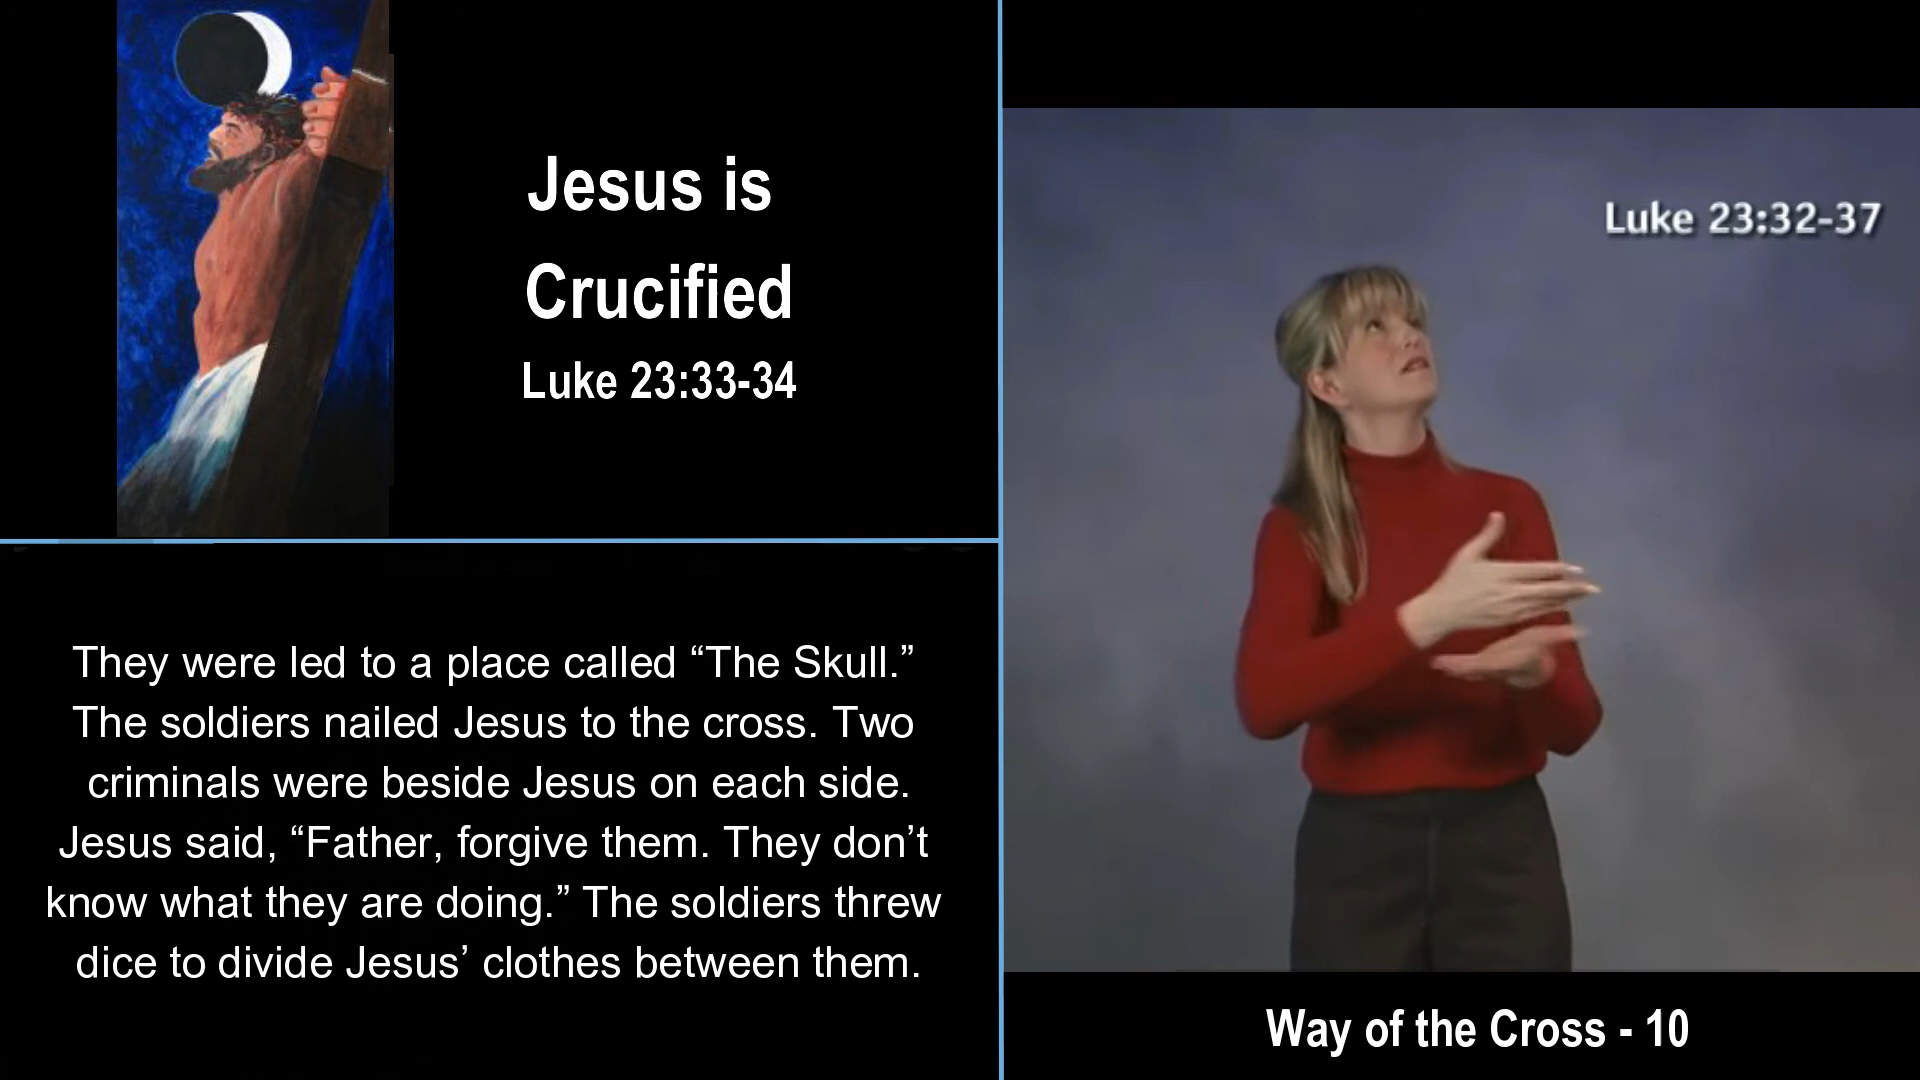 Jesus is
Crucified
Luke 23:33-34
They were led to a place called “The Skull.”
The soldiers nailed Jesus to the cross. Two
criminals were beside Jesus on each side.
Jesus said, “Father, forgive them. They don’t
know what they are doing.” The soldiers threw
dice to divide Jesus’ clothes between them.
Luke 23:32-37
Way of the Cross - 10